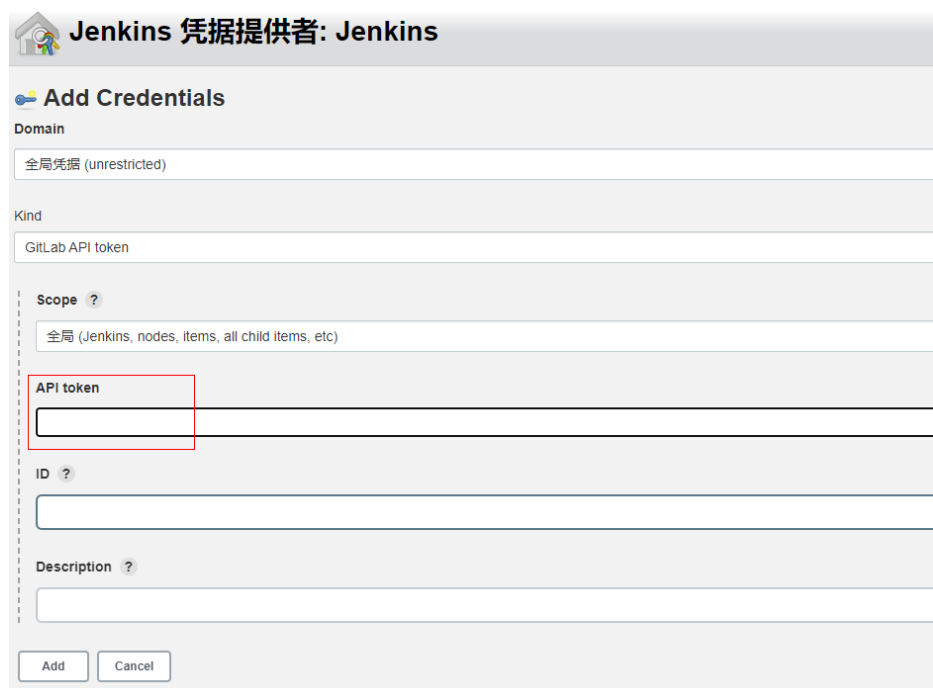 Jenkins 凭据提供者: Jenkins
Add Credentials
Domain
全局凭据 (unrestricted)
Kind
GitLab API token
Scope ?
全局 (Jenkins, nodes, items, all child items, etc)
API token
ID ?
Description ?
Add Cancel